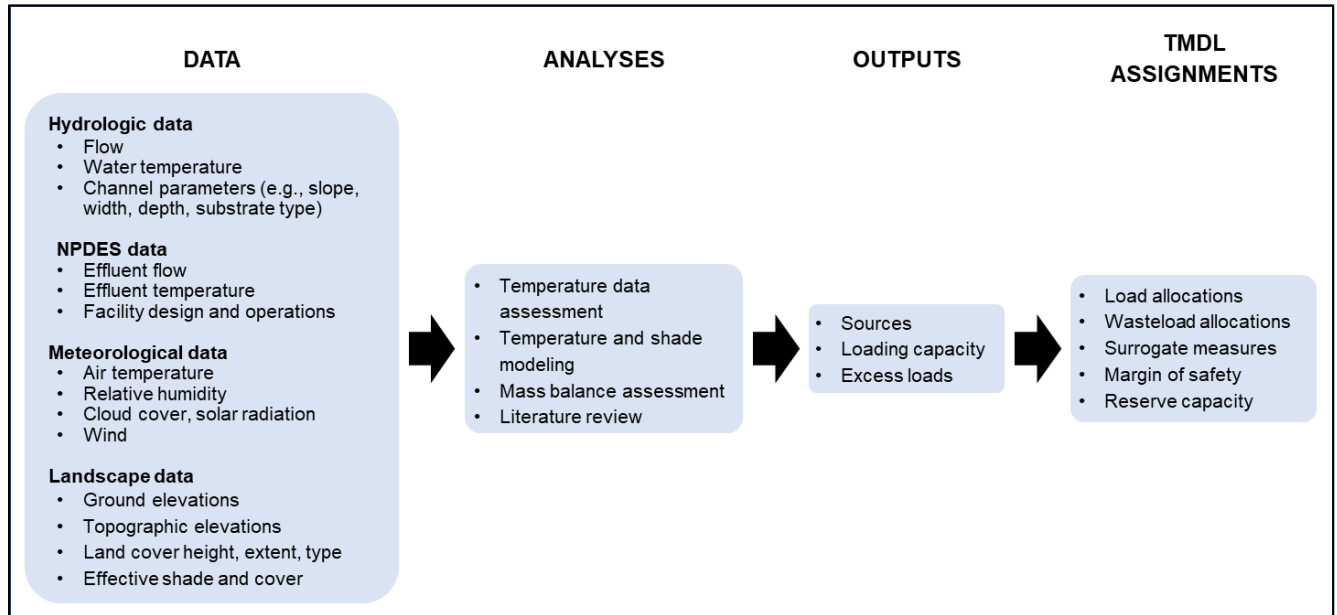 DATA
Hydrologic data
• Flow
• Water temperature
• Channel parameters (e.g., slope,
width, depth, substrate type)
NPDES data
• Effluent flow
• Effluent temperature
• Facility design and operations
Meteorological data
• Air temperature
• Relative humidity
• Cloud cover, solar radiation
• Wind
Landscape data
• Ground elevations
• Topographic elevations
• Land cover height, extent, type
• Effective shade and cover
ANALYSES
• Temperature data
assessment
• Temperature and shade
modeling
• Mass balance assessment
• Literature review
OUTPUTS
• Sources
• Loading capacity
• Excess loads
TMDL
ASSIGNMENTS
• Load allocations
• Wasteload allocations
• Surrogate measures
• Margin of safety
• Reserve capacity